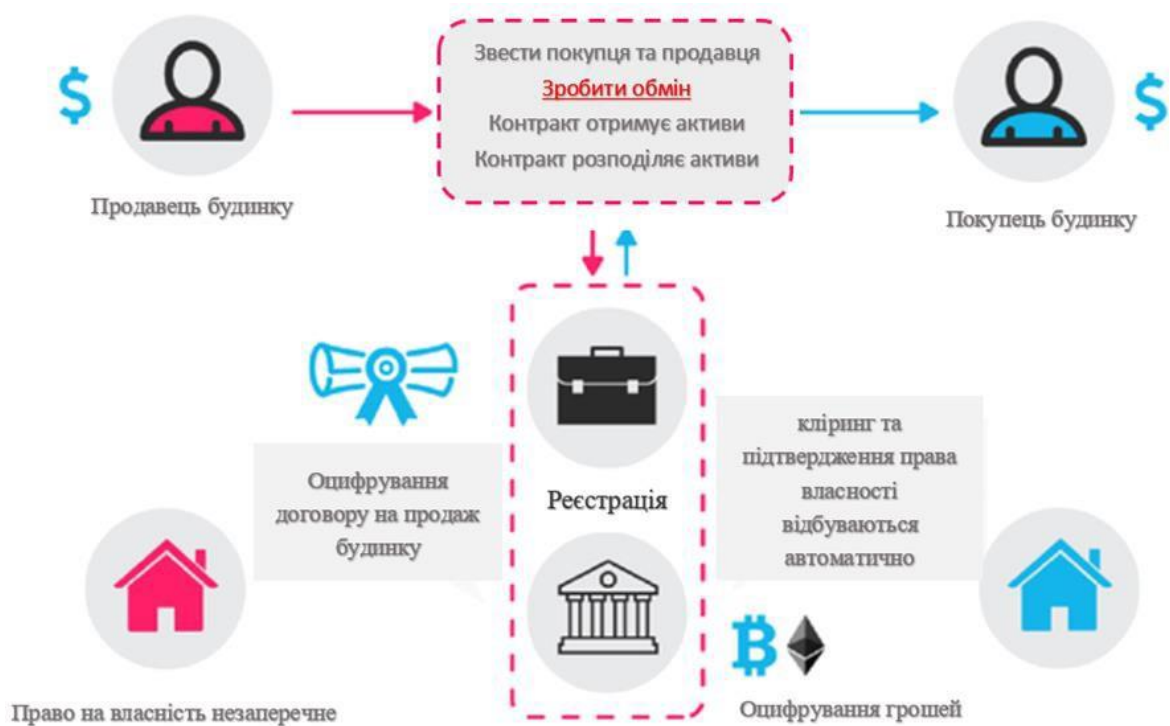 Звести покупця та продавця
Зробити обмін
Контракт отримує активи
Контракт розподіляє активи
$
$
Продавець будинку
Покупець будинку
Оцифрування
договору на продаж
будинку
Реєстрація
кліринг та
підтвердження права
власності
відбуваються
автоматично
Право на власність незаперечне
Оцифрування грошей